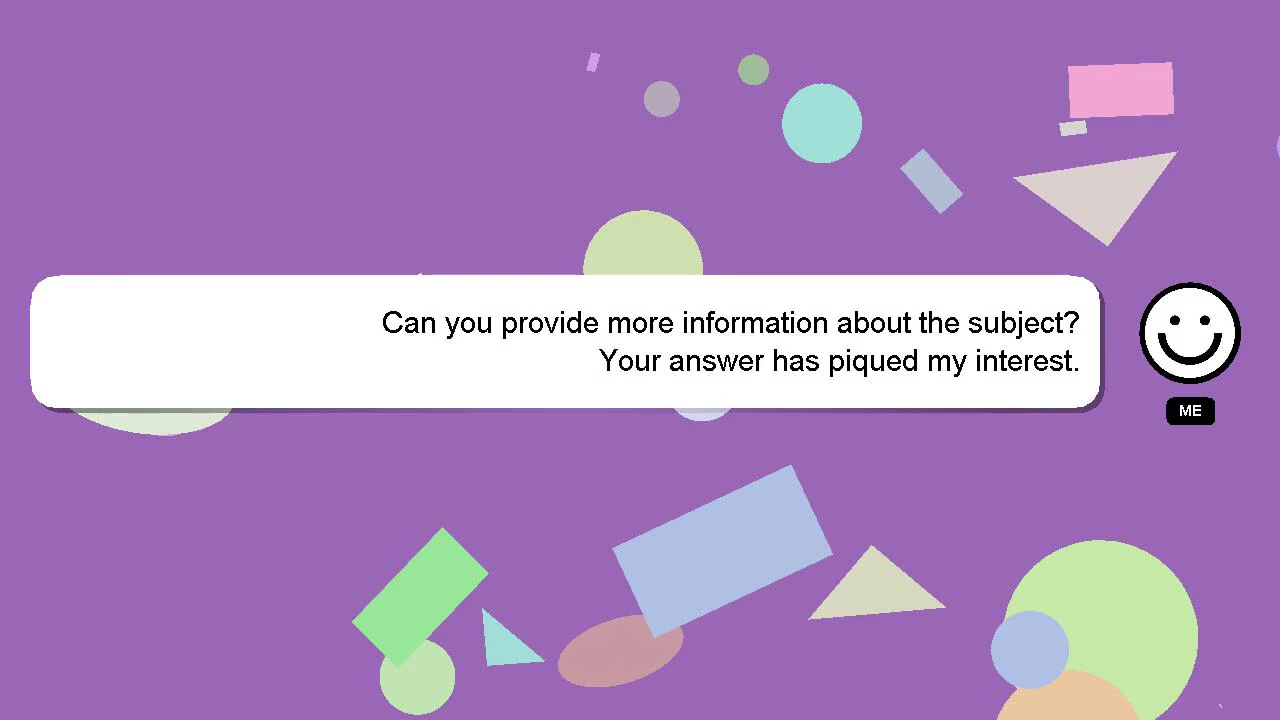 Can you provide more information about the subject?
Your answer has piqued my interest.
ME